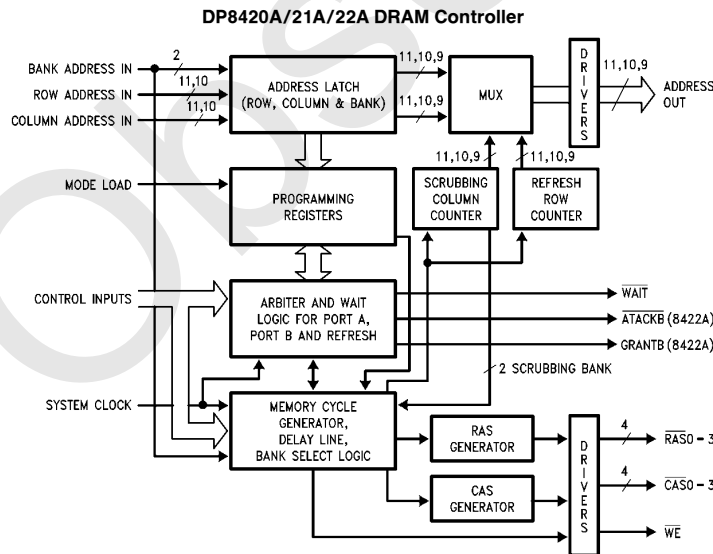 DP8420A/21A/22A DRAM Controller
BANK ADDRESS IN
2
ROW ADDRESS IN
11,10
COLUMN ADDRESS IN
11,10
ADDRESS LATCH
(ROW, COLUMN & BANK)
11,10,9
11,10,9
MUX
DRIVERS
11,10,9
ADDRESS
OUT
11,10,9
11,10,9
MODE LOAD
PROGRAMMING
REGISTERS
SCRUBBING
COLUMN
COUNTER
REFRESH
ROW
COUNTER
CONTROL INPUTS
ARBITER AND WAIT
LOGIC FOR PORT A,
PORT B AND REFRESH
WAIT
ATACKB (8422A)
GRANTB (8422A)
2 SCRUBBING BANK
SYSTEM CLOCK
MEMORY CYCLE
GENERATOR,
DELAY LINE,
BANK SELECT LOGIC
RAS
GENERATOR
CAS
GENERATOR
DRIVERS
4
RAS0-3
4
CAS0-3
WE
Obso